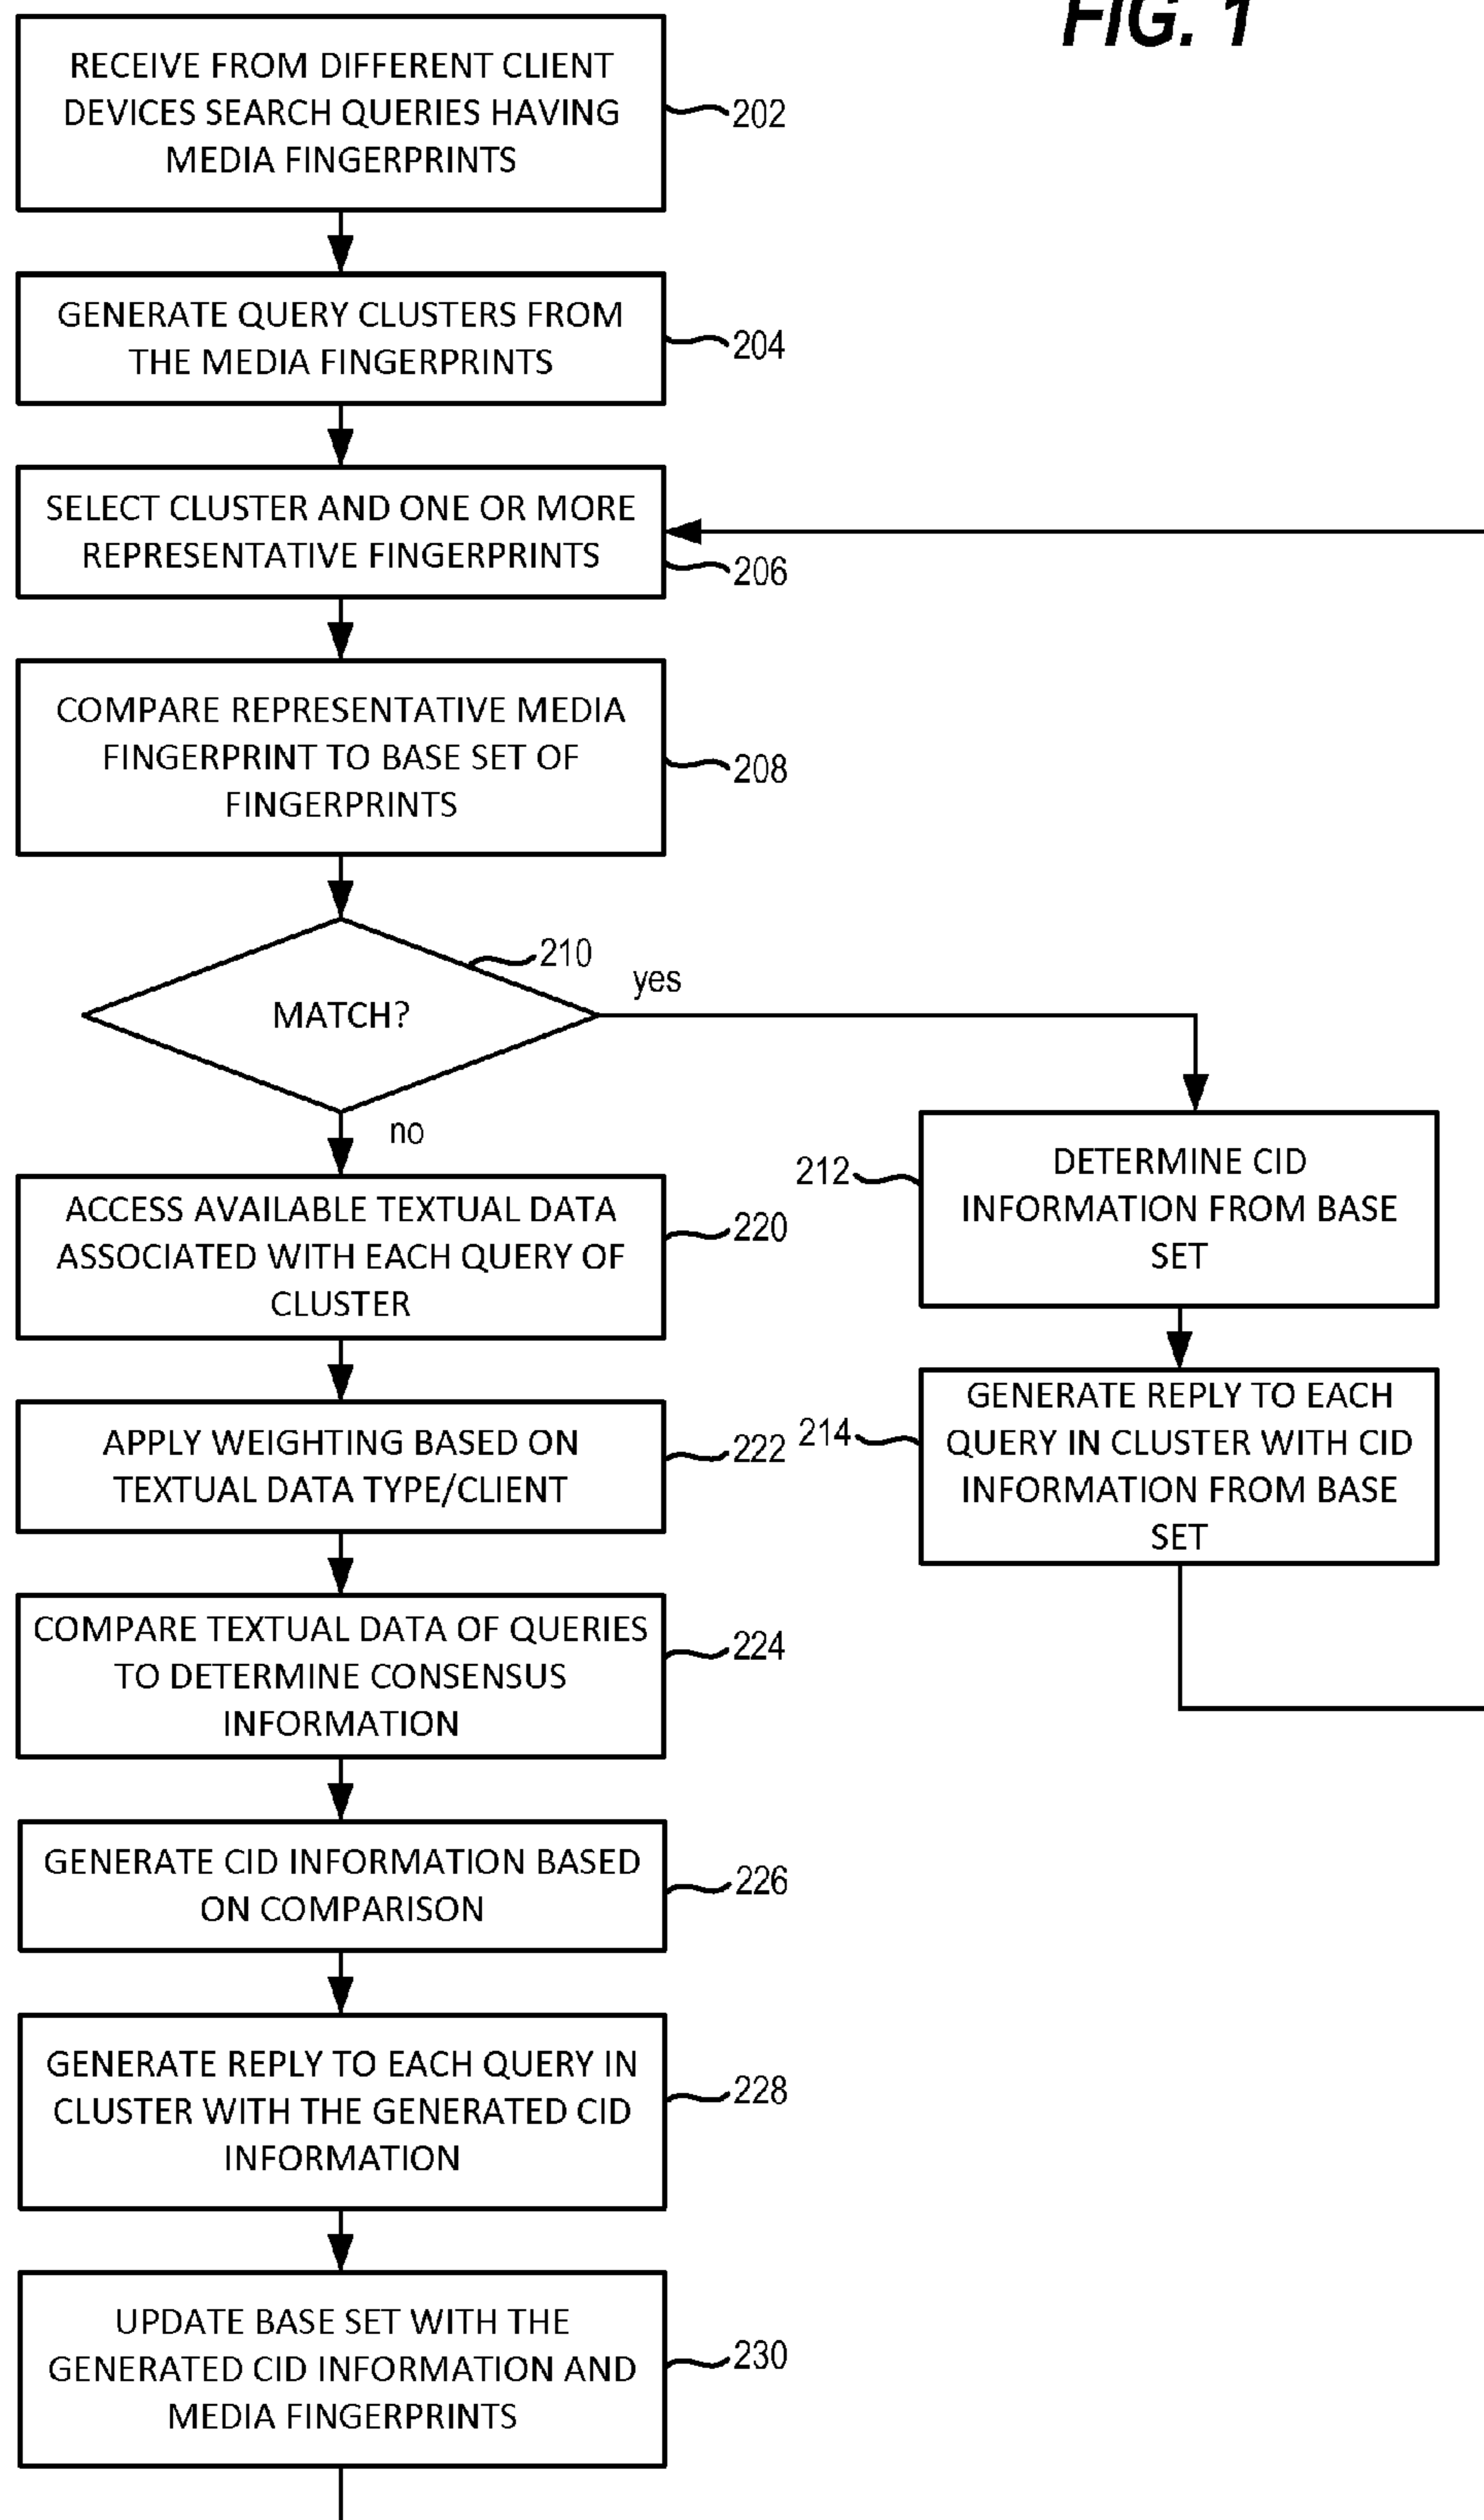 FIG. 1
RECEIVE FROM DIFFERENT CLIENT
DEVICES SEARCH QUERIES HAVING
MEDIA FINGERPRINTS
202
GENERATE QUERY CLUSTERS FROM
THE MEDIA FINGERPRINTS
204
SELECT CLUSTER AND ONE OR MORE
REPRESENTATIVE FINGERPRINTS
206
COMPARE REPRESENTATIVE MEDIA
FINGERPRINT TO BASE SET OF
FINGERPRINTS
208
210
MATCH?
yes
no
212
DETERMINE CID
INFORMATION FROM BASE
SET
ACCESS AVAILABLE TEXTUAL DATA
ASSOCIATED WITH EACH QUERY OF
CLUSTER
220
214
GENERATE REPLY TO EACH
QUERY IN CLUSTER WITH CID
INFORMATION FROM BASE
SET
APPLY WEIGHTING BASED ON
TEXTUAL DATA TYPE/CLIENT
222
COMPARE TEXTUAL DATA OF QUERIES
TO DETERMINE CONSENSUS
INFORMATION
224
GENERATE CID INFORMATION BASED
ON COMPARISON
226
GENERATE REPLY TO EACH QUERY IN
CLUSTER WITH THE GENERATED CID
INFORMATION
228
UPDATE BASE SET WITH THE
GENERATED CID INFORMATION AND
MEDIA FINGERPRINTS
230